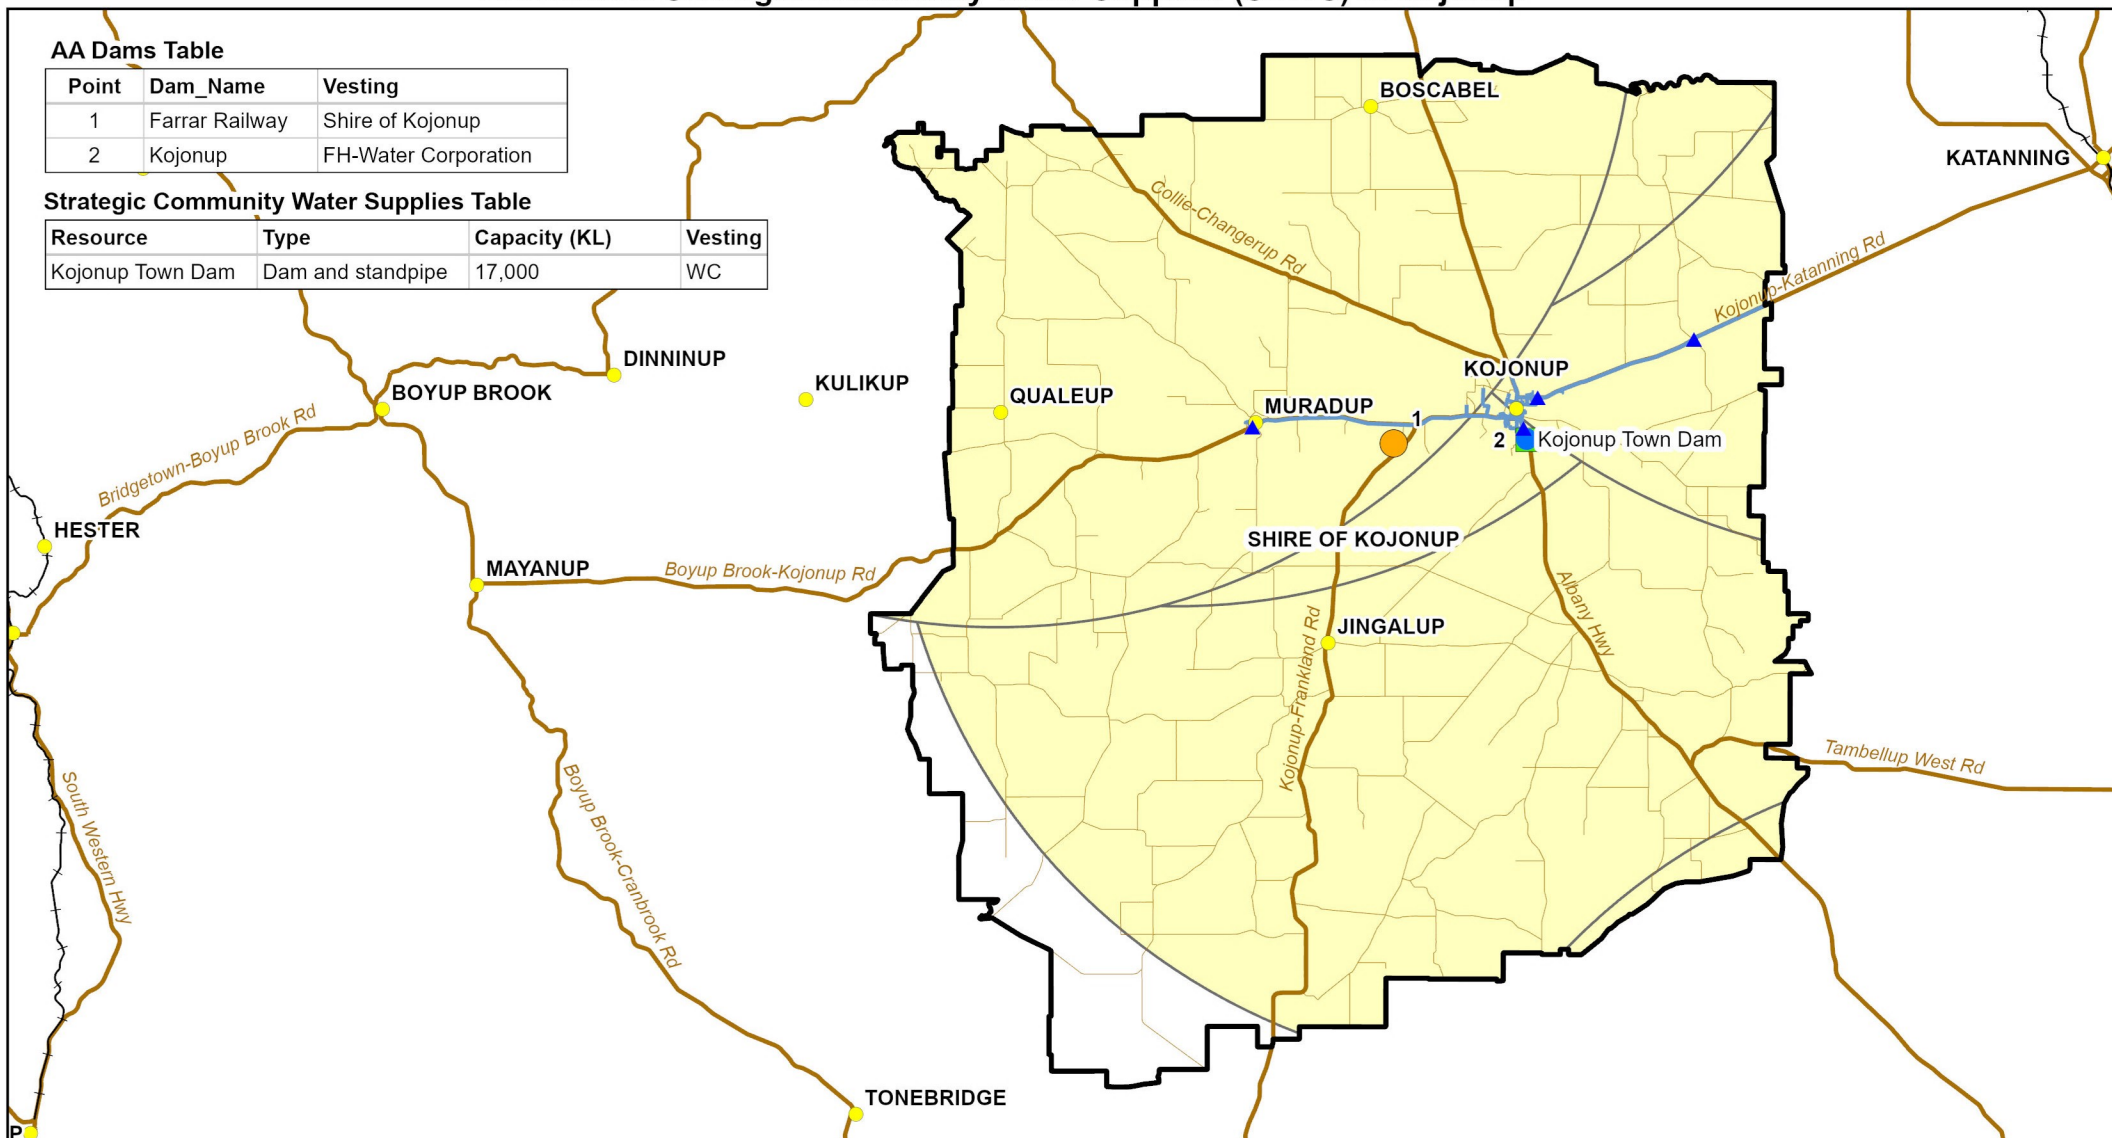 AA Dams Table
Point Dam_Name Vesting
1 Farrar Railway Shire of Kojonup
2 Kojonup FH-Water Corporation
Strategic Community Water Supplies Table
Resource Type Capacity (KL) Vesting
Kojonup Town Dam Dam and standpipe 17,000 WC
BOSCABEL
KATANNING
Collie-Changerup Rd
Kojonup-Katanning Rd
DINNINUP
KULIKUP
BOYUP BROOK
QUALEUP
MURADUP
KOJONUP
1
2
Kojonup Town Dam
Bridgetown-Boyup Brook Rd
HESTER
MAYANUP
Boyup Brook-Kojonup Rd
SHIRE OF KOJONUP
Albany Hwy
JINGALUP
Kojonup-Frankland Rd
Tambellup West Rd
South Western Hwy
Boyup Brook-Cranbrook Rd
TONEBRIDGE
P